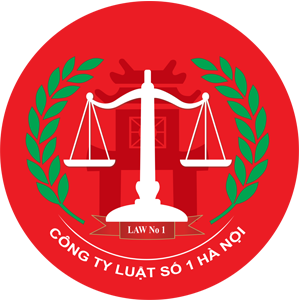 LAW No 1
CÔNG TY LUẬT SỐ 1 HÀ NỘI